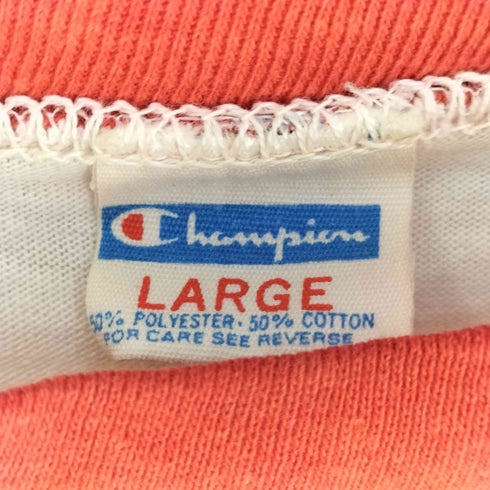 Champion
LARGE
50% POLYESTER · 50% COTTON
FOR CARE SEE REVERSE